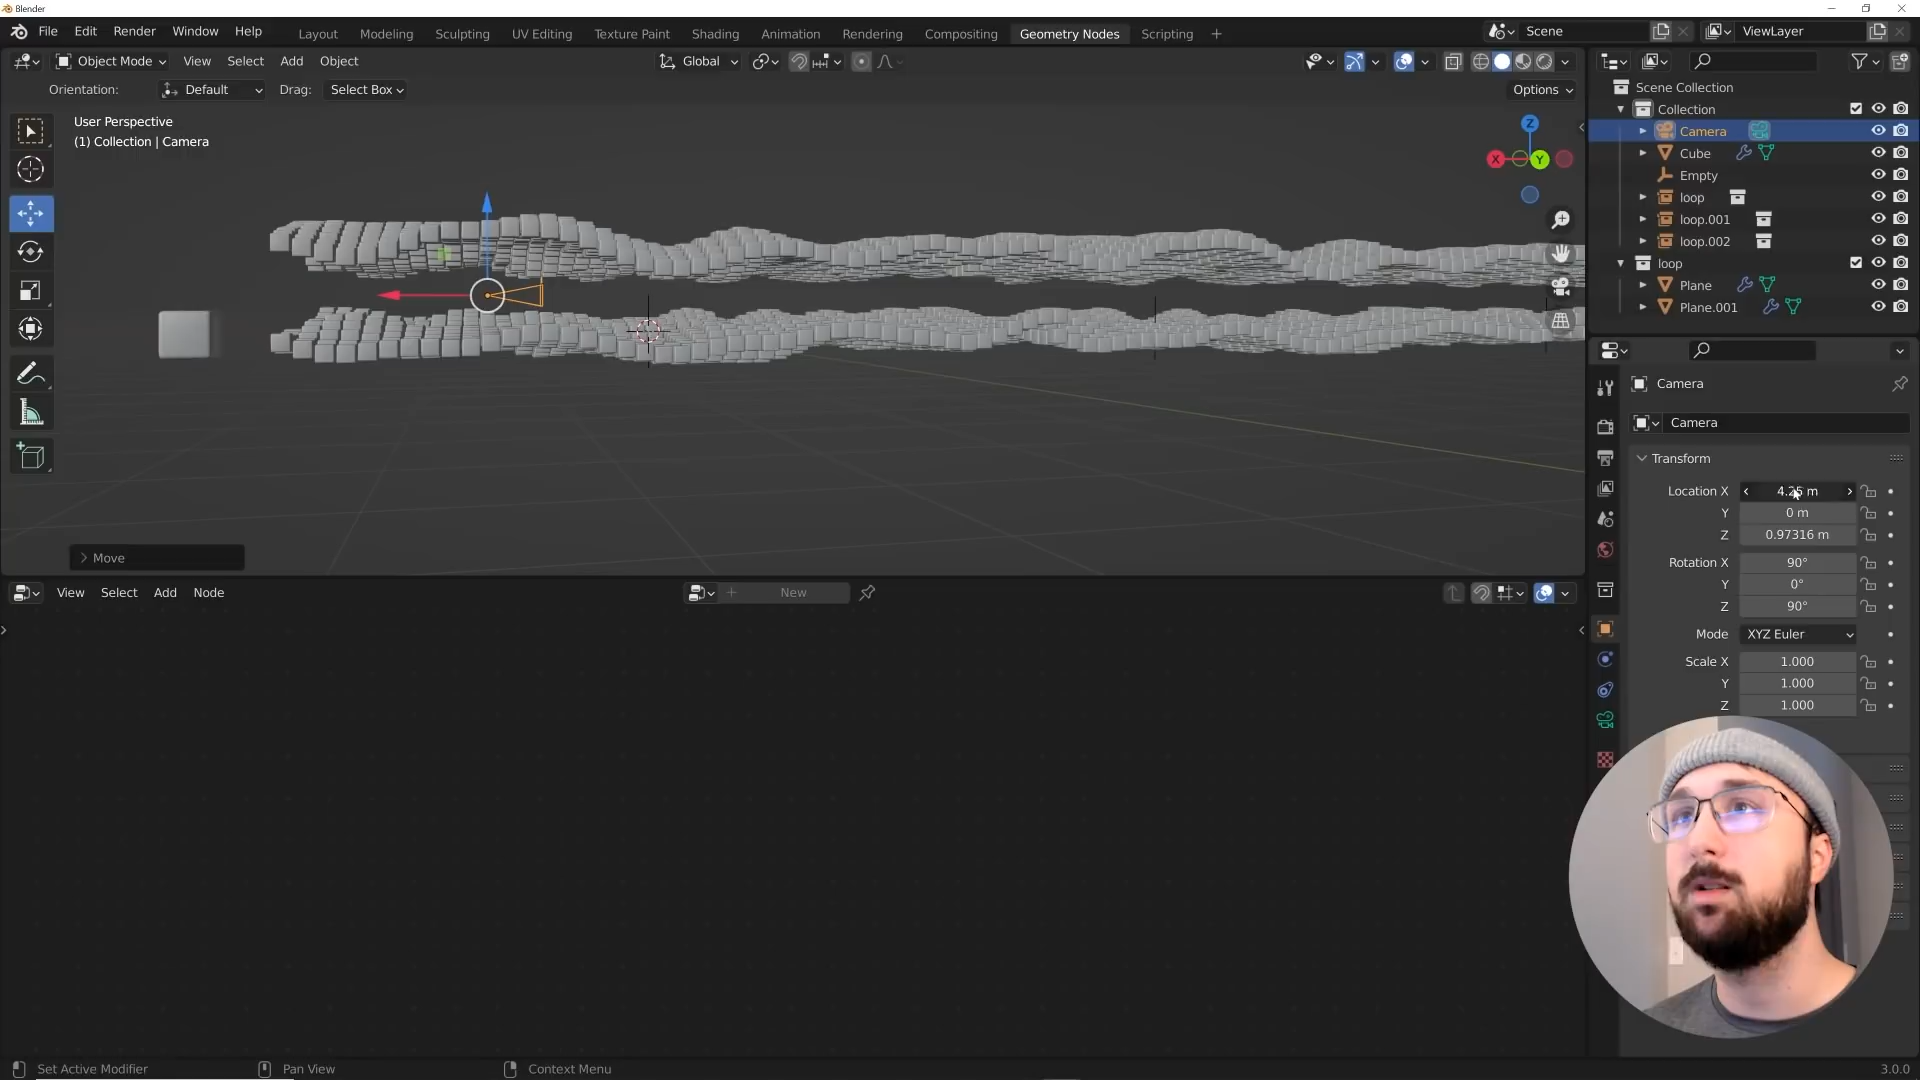 Blender
File Edit Render Window Help
Layout Modeling Sculpting UV Editing Texture Paint Shading Animation Rendering Compositing Geometry Nodes Scripting +
Scene
ViewLayer
Object Mode View Select Add Object
Global
Orientation: Default Drag: Select Box
Options
User Perspective
(1) Collection | Camera
Z
X
Y
Move
Scene Collection
Collection
Camera
Cube
Empty
loop
loop.001
loop.002
loop
Plane
Plane.001
Camera
Camera
Transform
Location X 4.25 m
Y 0 m
Z 0.97316 m
Rotation X 90°
Y 0°
Z 90°
Mode XYZ Euler
Scale X 1.000
Y 1.000
Z 1.000
View Select Add Node
New
Set Active Modifier
Pan View
Context Menu
3.0.0